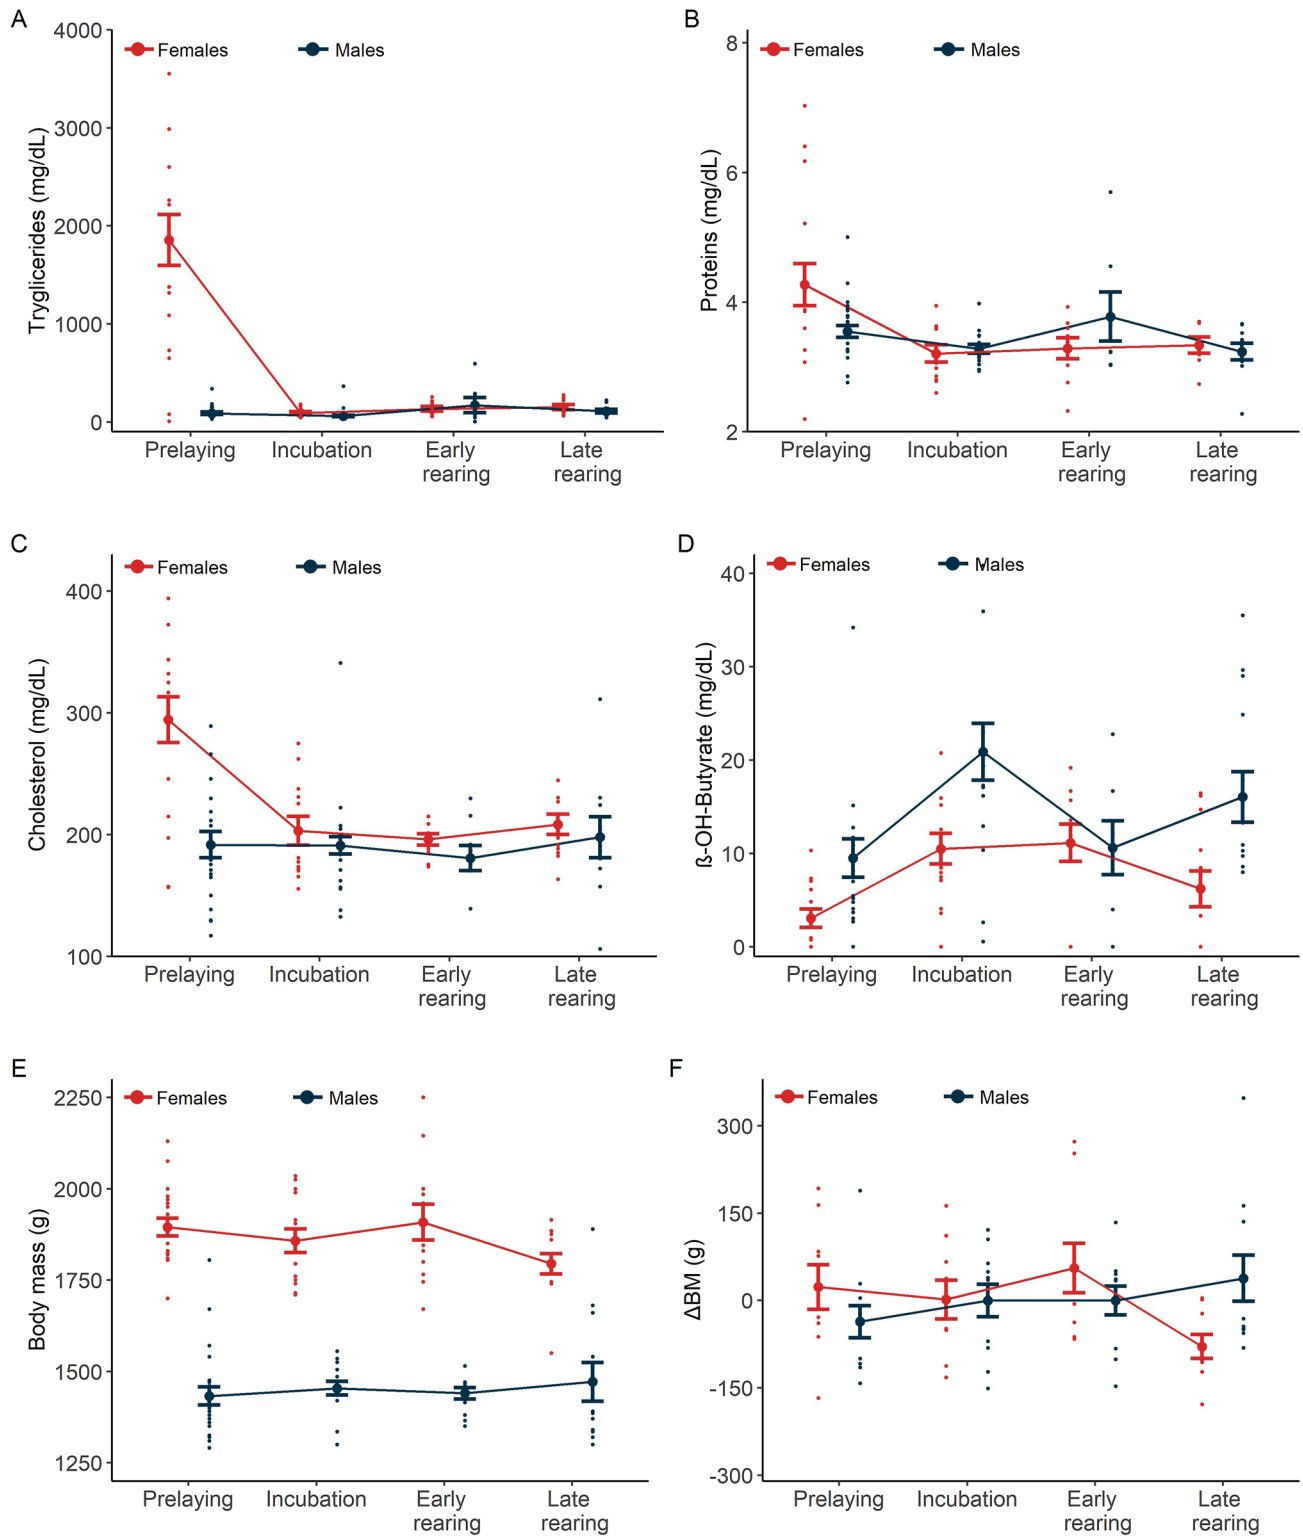 A
4000
3000
2000
1000
0
Tryglicerides (mg/dL)
Females
Males
Prelaying
Incubation
Early
rearing
Late
rearing
B
8
6
4
2
Proteins (mg/dL)
Females
Males
Prelaying
Incubation
Early
rearing
Late
rearing
C
400
300
200
100
Cholesterol (mg/dL)
Females
Males
Prelaying
Incubation
Early
rearing
Late
rearing
D
40
30
20
10
0
ß-OH-Butyrate (mg/dL)
Females
Males
Prelaying
Incubation
Early
rearing
Late
rearing
E
2250
2000
1750
1500
1250
Body mass (g)
Females
Males
Prelaying
Incubation
Early
rearing
Late
rearing
F
300
150
0
-150
-300
ΔBM (g)
Females
Males
Prelaying
Incubation
Early
rearing
Late
rearing